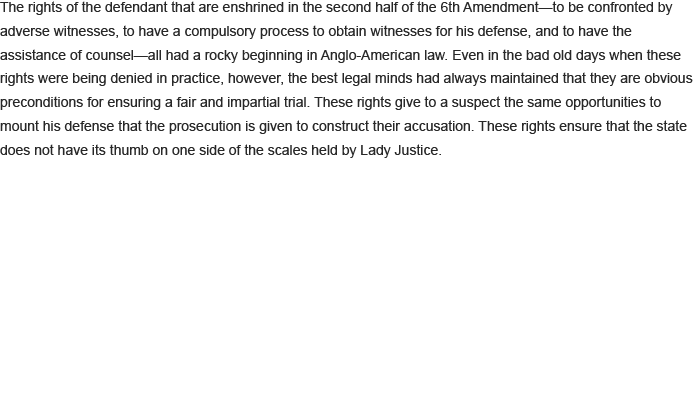 The rights of the defendant that are enshrined in the second half of the 6th Amendment—to be confronted by
adverse witnesses, to have a compulsory process to obtain witnesses for his defense, and to have the
assistance of counsel—all had a rocky beginning in Anglo-American law. Even in the bad old days when these
rights were being denied in practice, however, the best legal minds had always maintained that they are obvious
preconditions for ensuring a fair and impartial trial. These rights give to a suspect the same opportunities to
mount his defense that the prosecution is given to construct their accusation. These rights ensure that the state
does not have its thumb on one side of the scales held by Lady Justice.